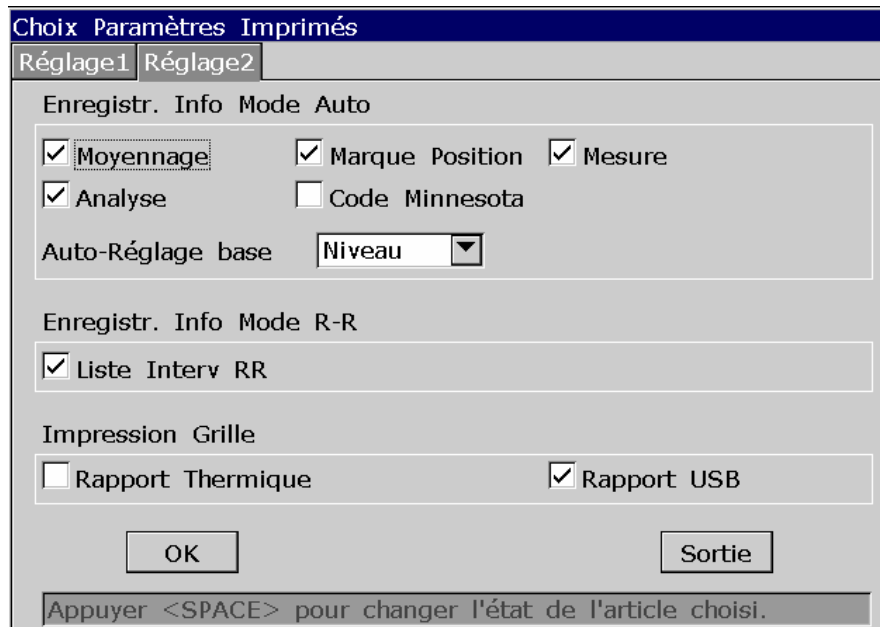 Choix Paramètres Imprimés
Réglage1 Réglage2
Enregistr. Info Mode Auto
Moyennage Marque Position Mesure
Analyse Code Minnesota
Auto-Réglage base Niveau
Enregistr. Info Mode R-R
Liste Interv RR
Impression Grille
Rapport Thermique Rapport USB
OK Sortie
Appuyer <SPACE> pour changer l'état de l'article choisi.